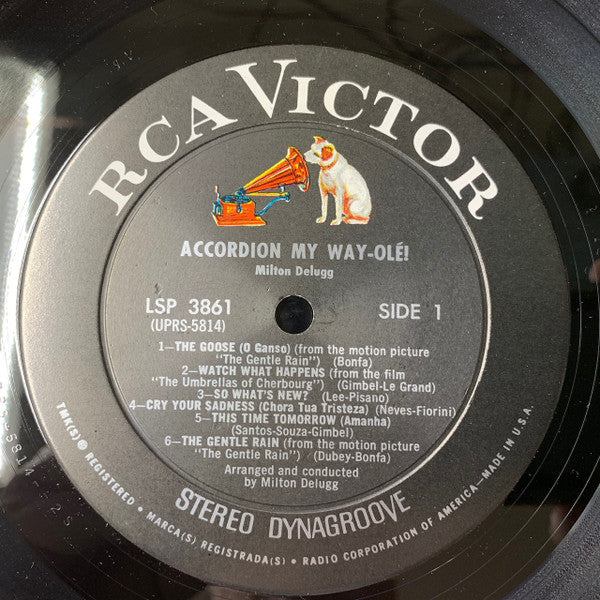 RCA VICTOR
ACCORDION MY WAY-OLÉ!
Milton Delugg
LSP 3861
(UPRS-5814)
SIDE 1
1—THE GOOSE (O Ganso) (from the motion picture
"The Gentle Rain") (Bonfa)
2—WATCH WHAT HAPPENS (from the film
"The Umbrellas of Cherbourg") (Gimbel-Le Grand)
3—SO WHAT'S NEW? (Lee-Pisano)
4—CRY YOUR SADNESS (Chora Tua Tristeza) (Neves-Fiorini)
5—THIS TIME TOMORROW (Amanha)
(Santos-Souza-Gimbel)
6—THE GENTLE RAIN (from the motion picture
"The Gentle Rain") (Dubey-Bonfa)
Arranged and conducted
by Milton Delugg
STEREO DYNAGROOVE
TMK(S) ® REGISTERED • MARCA(S) REGISTRADA(S) • RADIO CORPORATION OF AMERICA—MADE IN U.S.A.